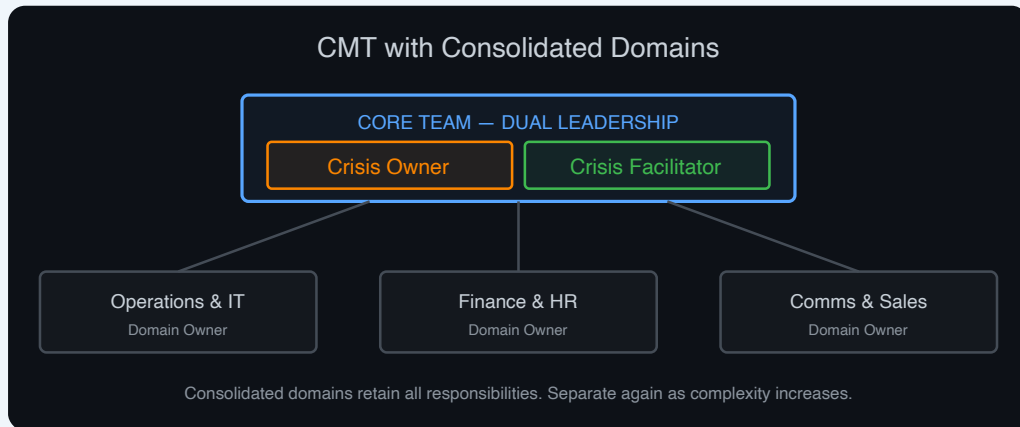 CMT with Consolidated Domains
CORE TEAM — DUAL LEADERSHIP
Crisis Owner
Crisis Facilitator
Operations & IT
Domain Owner
Finance & HR
Domain Owner
Comms & Sales
Domain Owner
Consolidated domains retain all responsibilities. Separate again as complexity increases.